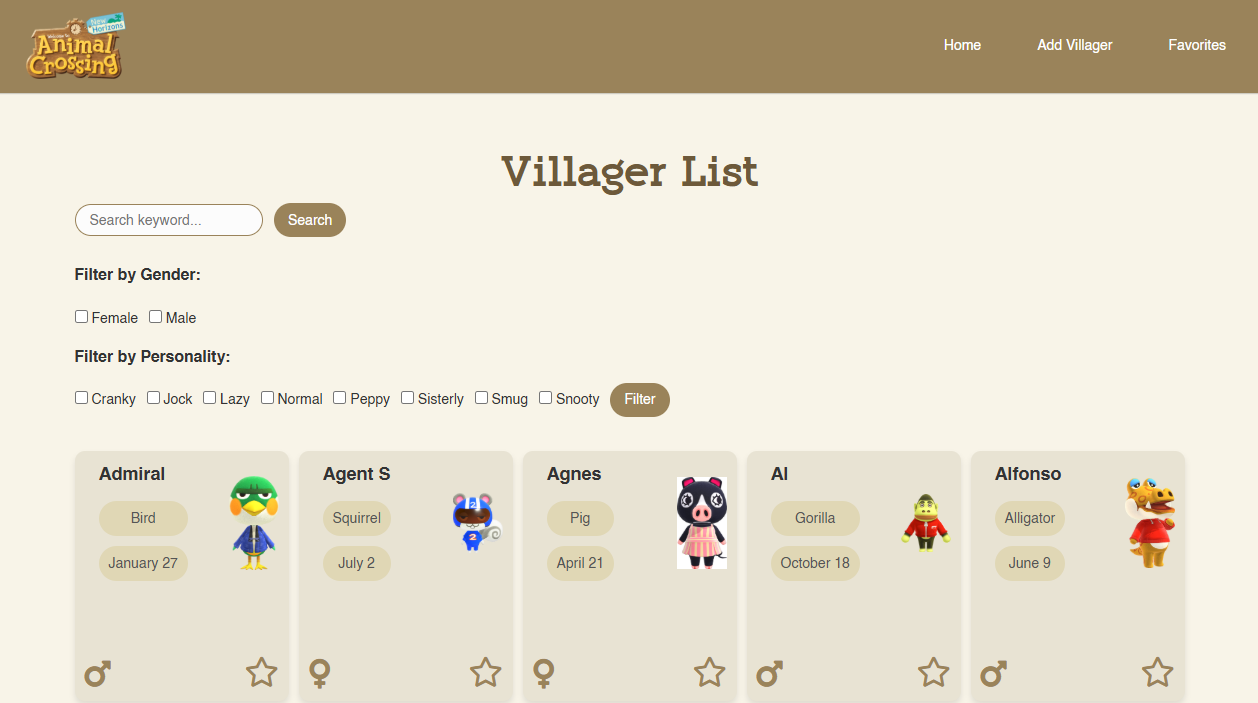 New
Horizons
Animal
Crossing
Home Add Villager Favorites
Villager List
Search keyword... Search
Filter by Gender:
Female Male
Filter by Personality:
Cranky Jock Lazy Normal Peppy Sisterly Smug Snooty Filter
Admiral Agent S Agnes Al Alfonso
Bird Squirrel Pig Gorilla Alligator
January 27 July 2 April 21 October 18 June 9
2
2